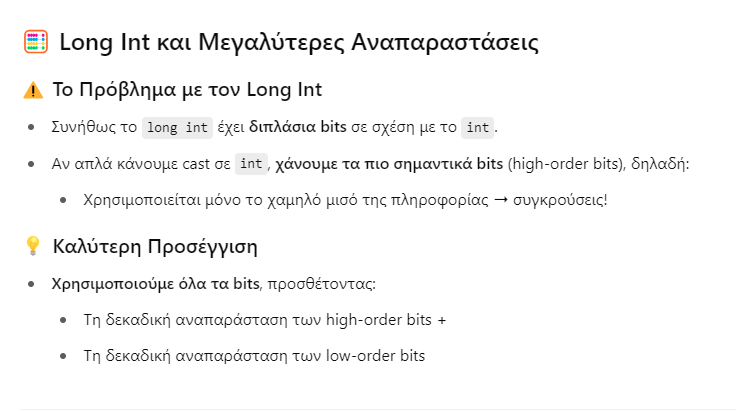 Long Int και Μεγαλύτερες Αναπαραστάσεις
⚠️ Το Πρόβλημα με τον Long Int
• Συνήθως το long int έχει διπλάσια bits σε σχέση με το int.
• Αν απλά κάνουμε cast σε int, χάνουμε τα πιο σημαντικά bits (high-order bits), δηλαδή:
• Χρησιμοποιείται μόνο το χαμηλό μισό της πληροφορίας → συγκρούσεις!
💡 Καλύτερη Προσέγγιση
• Χρησιμοποιούμε όλα τα bits, προσθέτοντας:
• Τη δεκαδική αναπαράσταση των high-order bits +
• Τη δεκαδική αναπαράσταση των low-order bits